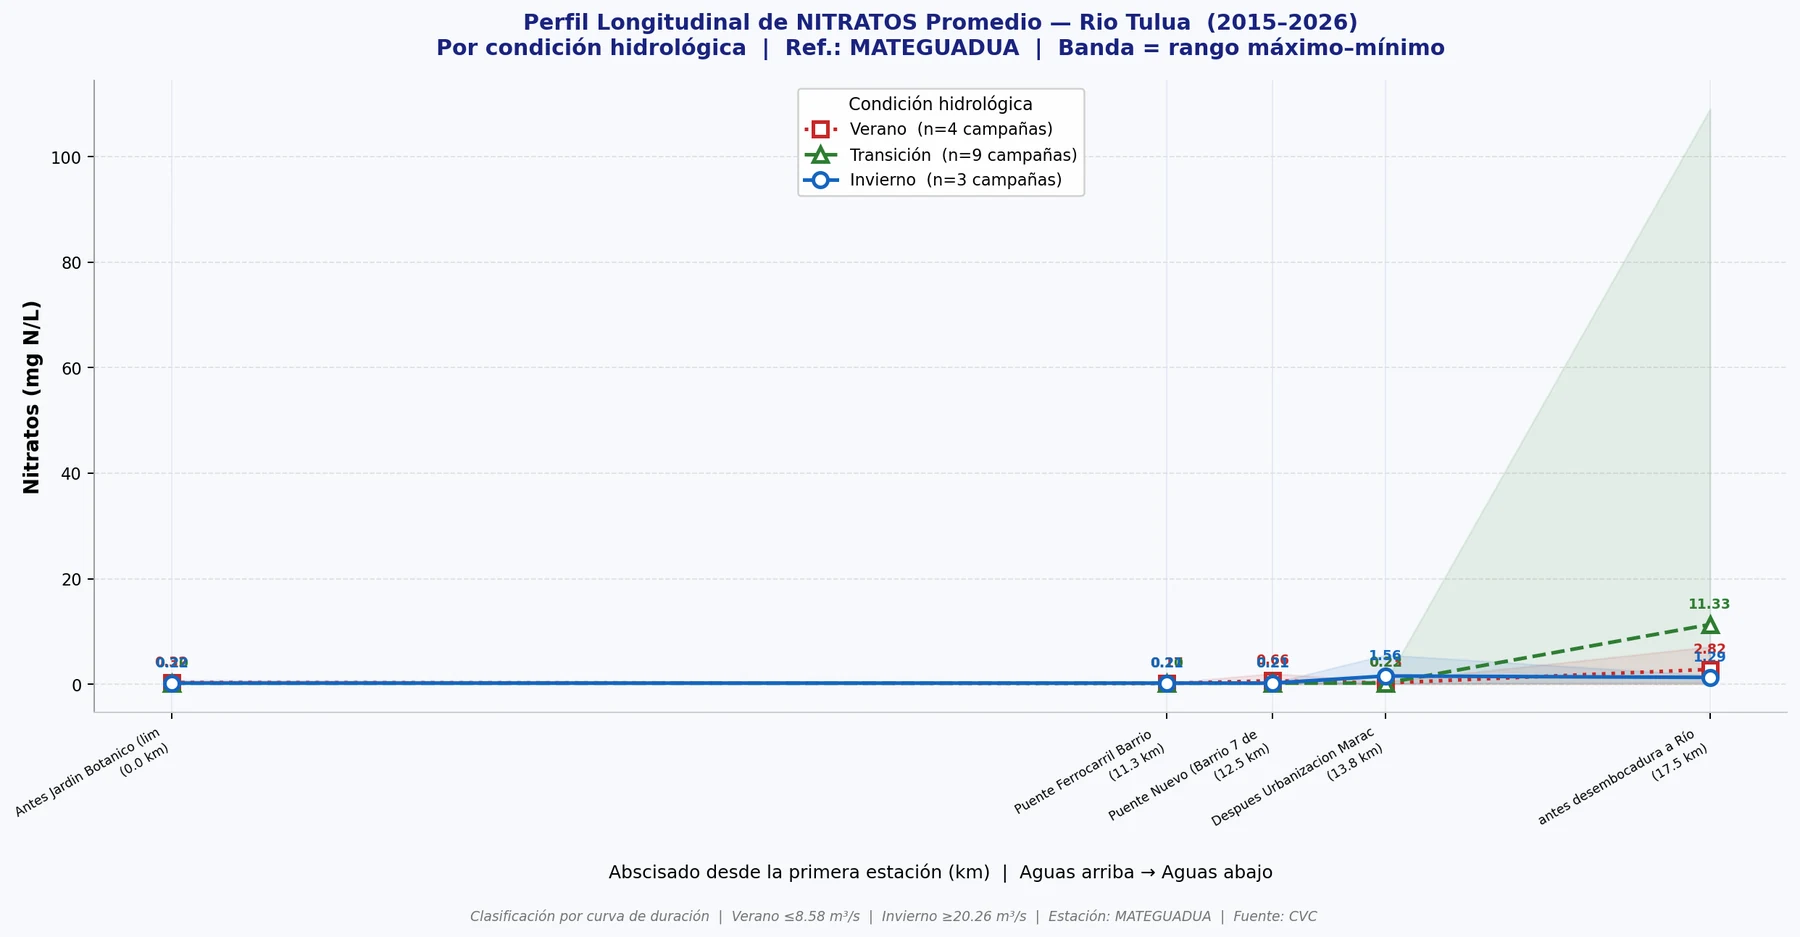 Perfil Longitudinal de NITRATOS Promedio — Rio Tulua  (2015–2026)
Por condición hidrológica  |  Ref.: MATEGUADUA  |  Banda = rango máximo–mínimo
Condición hidrológica
Verano  (n=4 campañas)
Transición  (n=9 campañas)
Invierno  (n=3 campañas)
Nitratos (mg N/L)
100
80
60
40
20
0
11.33
2.82
1.29
1.56
0.66
0.21
Antes Jardin Botanico (lim
(0.0 km)
Puente Ferrocarril Barrio
(11.3 km)
Puente Nuevo (Barrio 7 de
(12.5 km)
Despues Urbanizacion Marac
(13.8 km)
antes desembocadura a Río
(17.5 km)
Abscisado desde la primera estación (km)  |  Aguas arriba → Aguas abajo
Clasificación por curva de duración  |  Verano ≤8.58 m³/s  |  Invierno ≥20.26 m³/s  |  Estación: MATEGUADUA  |  Fuente: CVC